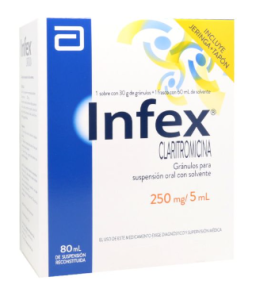 INCLUYE
JERINGA+TAPÓN
Infex®
CLARITROMICINA
Gránulos para
suspensión oral con solvente
250 mg/5 mL
80 mL
DE SUSPENSIÓN
RECONSTITUIDA